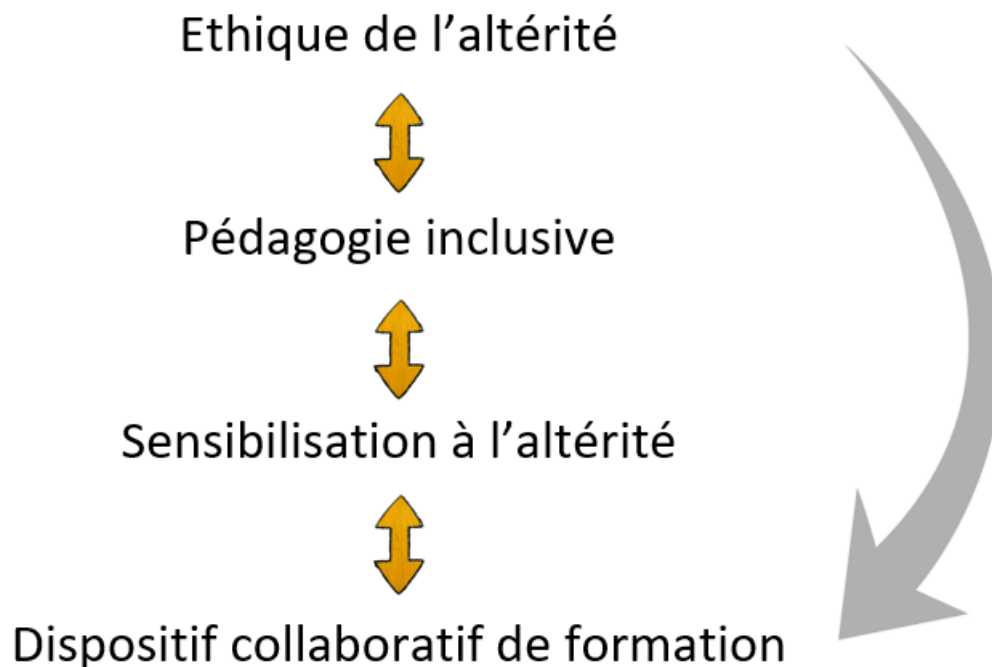 Ethique de l’altérité
Pédagogie inclusive
Sensibilisation à l’altérité
Dispositif collaboratif de formation